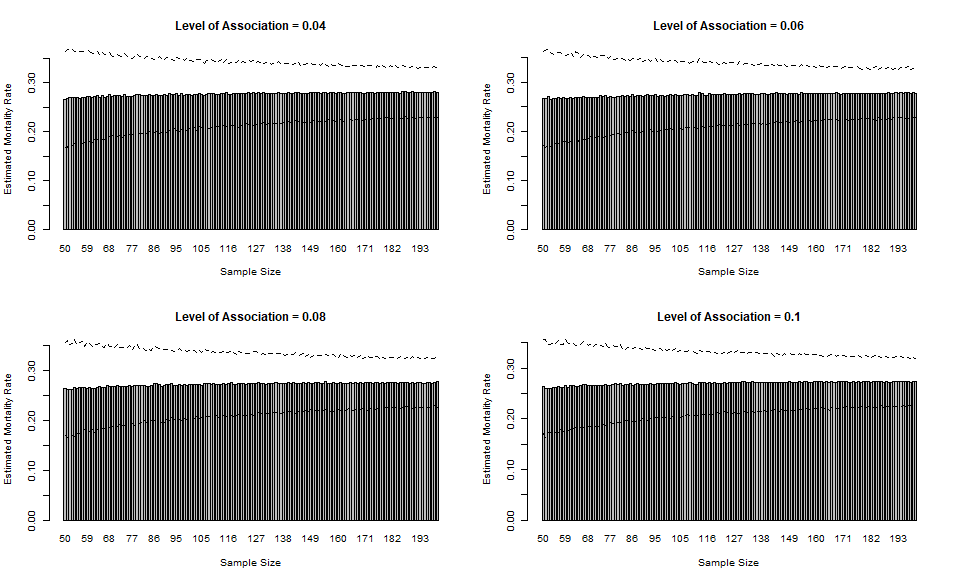 Level of Association = 0.04
Estimated Mortality Rate
0.00 0.10 0.20 0.30
50 59 68 77 86 95 105 116 127 138 149 160 171 182 193
Sample Size
Level of Association = 0.06
Estimated Mortality Rate
0.00 0.10 0.20 0.30
50 59 68 77 86 95 105 116 127 138 149 160 171 182 193
Sample Size
Level of Association = 0.08
Estimated Mortality Rate
0.00 0.10 0.20 0.30
50 59 68 77 86 95 105 116 127 138 149 160 171 182 193
Sample Size
Level of Association = 0.1
Estimated Mortality Rate
0.00 0.10 0.20 0.30
50 59 68 77 86 95 105 116 127 138 149 160 171 182 193
Sample Size